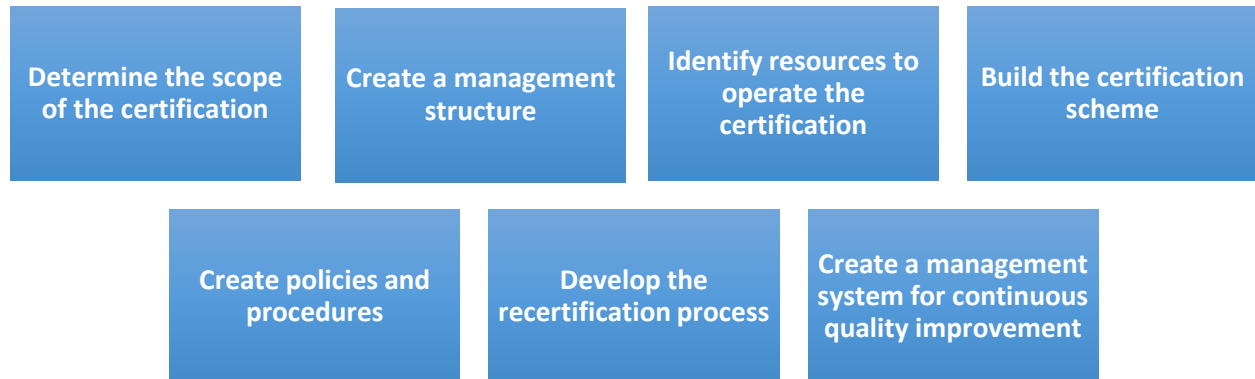 Determine the scope
of the certification
Create a management
structure
Identify resources to
operate the
certification
Build the certification
scheme
Create policies and
procedures
Develop the
recertification process
Create a management
system for continuous
quality improvement